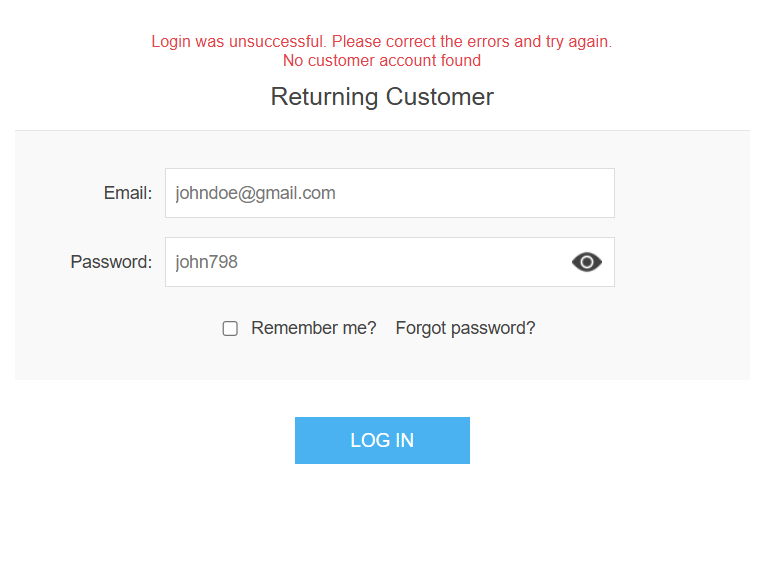 Login was unsuccessful. Please correct the errors and try again.
No customer account found
Returning Customer
Email: johndoe@gmail.com
Password: john798
Remember me? Forgot password?
LOG IN